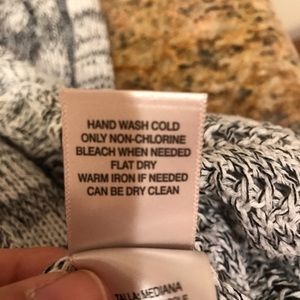 HAND WASH COLD
ONLY NON-CHLORINE
BLEACH WHEN NEEDED
FLAT DRY
WARM IRON IF NEEDED
CAN BE DRY CLEAN
TALLA: MEDIANA